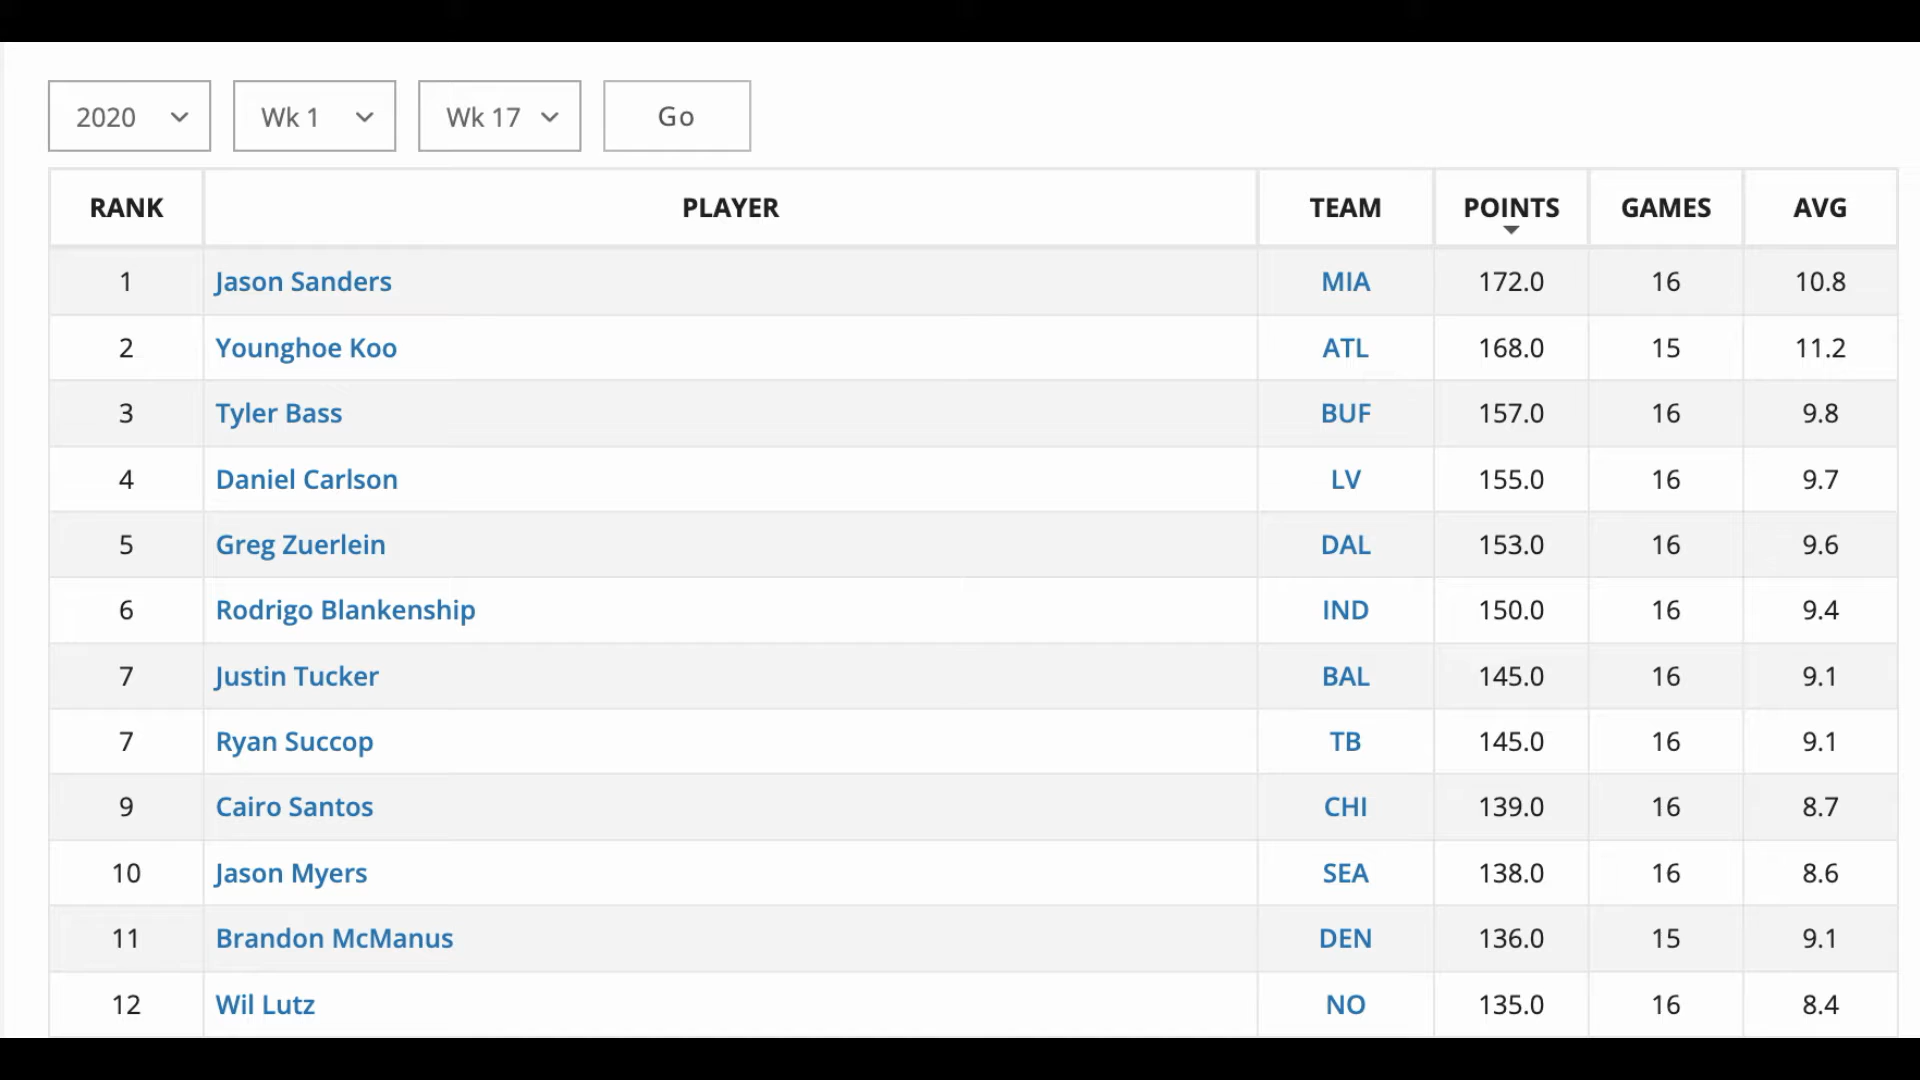 2020 Wk 1 Wk 17 Go
RANK PLAYER TEAM POINTS GAMES AVG
1 Jason Sanders MIA 172.0 16 10.8
2 Younghoe Koo ATL 168.0 15 11.2
3 Tyler Bass BUF 157.0 16 9.8
4 Daniel Carlson LV 155.0 16 9.7
5 Greg Zuerlein DAL 153.0 16 9.6
6 Rodrigo Blankenship IND 150.0 16 9.4
7 Justin Tucker BAL 145.0 16 9.1
7 Ryan Succop TB 145.0 16 9.1
9 Cairo Santos CHI 139.0 16 8.7
10 Jason Myers SEA 138.0 16 8.6
11 Brandon McManus DEN 136.0 15 9.1
12 Wil Lutz NO 135.0 16 8.4